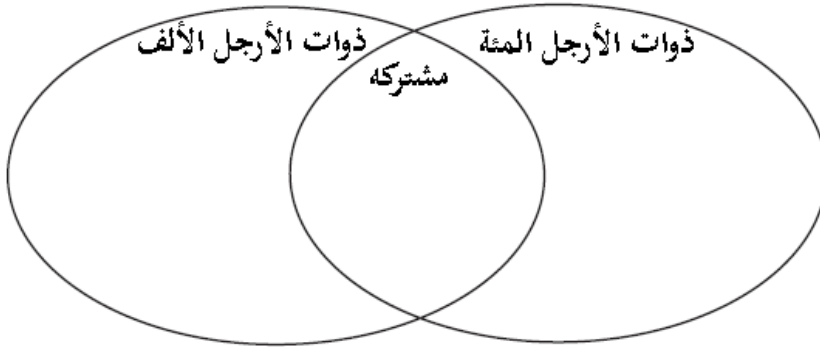 ذوات الأرجل المئة
ذوات الأرجل الألف
مشتركه